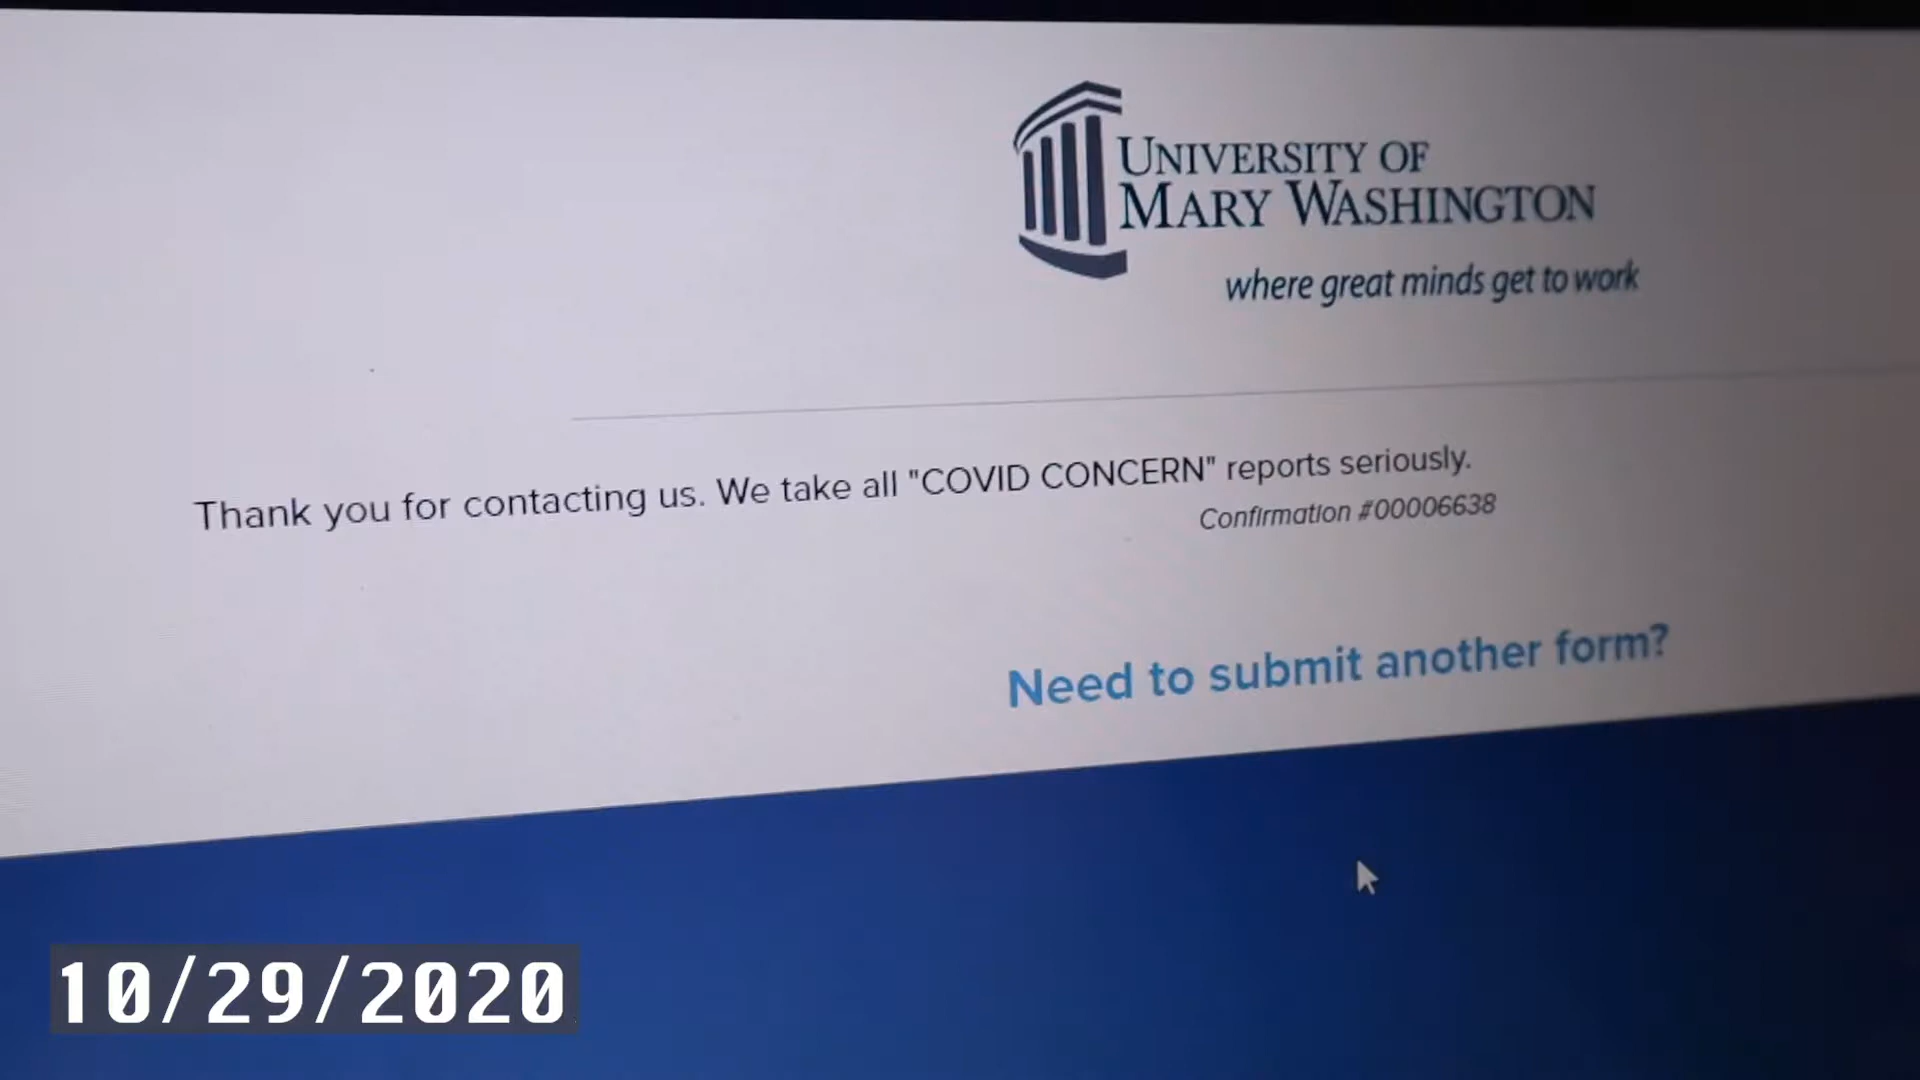 UNIVERSITY OF
MARY WASHINGTON
where great minds get to work
Thank you for contacting us. We take all "COVID CONCERN" reports seriously.
Confirmation #00006638
Need to submit another form?
10/29/2020